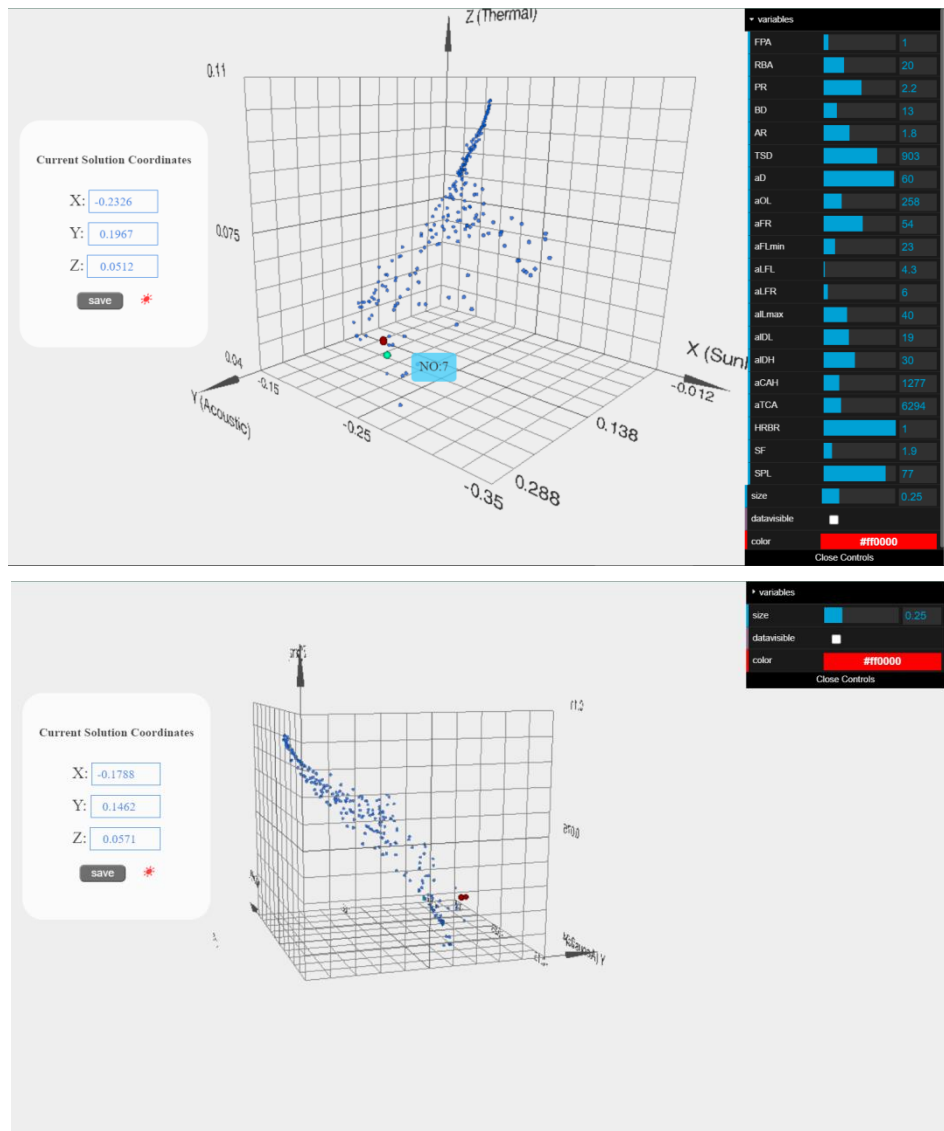 Z (Thermal)
0.11
0.075
0.04
Y (Acoustic)
-0.15
-0.25
-0.35
0.288
0.138
-0.012
X (Sunl
NO:7
Current Solution Coordinates
X: -0.2326
Y: 0.1967
Z: 0.0512
save
variables
FPA 1
RBA 20
PR 2.2
BD 13
AR 1.8
TSD 903
aD 60
aOL 258
aFR 54
aFLmin 23
aLFL 4.3
aLFR 6
allLmax 40
aIDL 19
aIDH 30
aCAH 1277
aTCA 6294
HRBR 1
SF 1.9
SPL 77
size 0.25
datavisible
color #ff0000
Close Controls
Current Solution Coordinates
X: -0.1788
Y: 0.1462
Z: 0.0571
save
variables
size 0.25
datavisible
color #ff0000
Close Controls